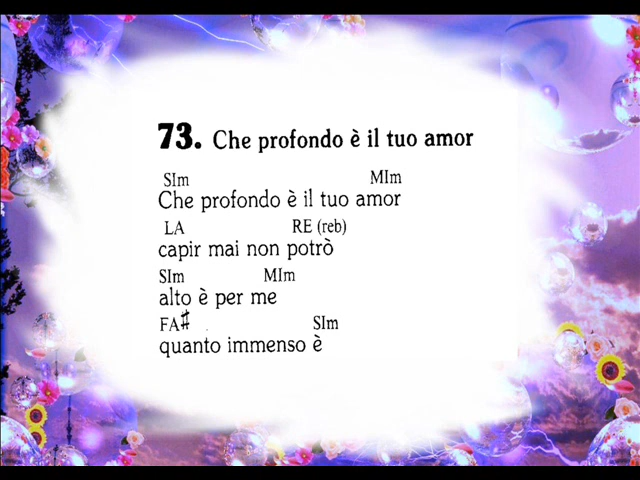 73. Che profondo è il tuo amor
SIm MIm
Che profondo è il tuo amor
LA RE (reb)
capir mai non potrò
SIm MIm
alto è per me
FA# SIm
quanto immenso è